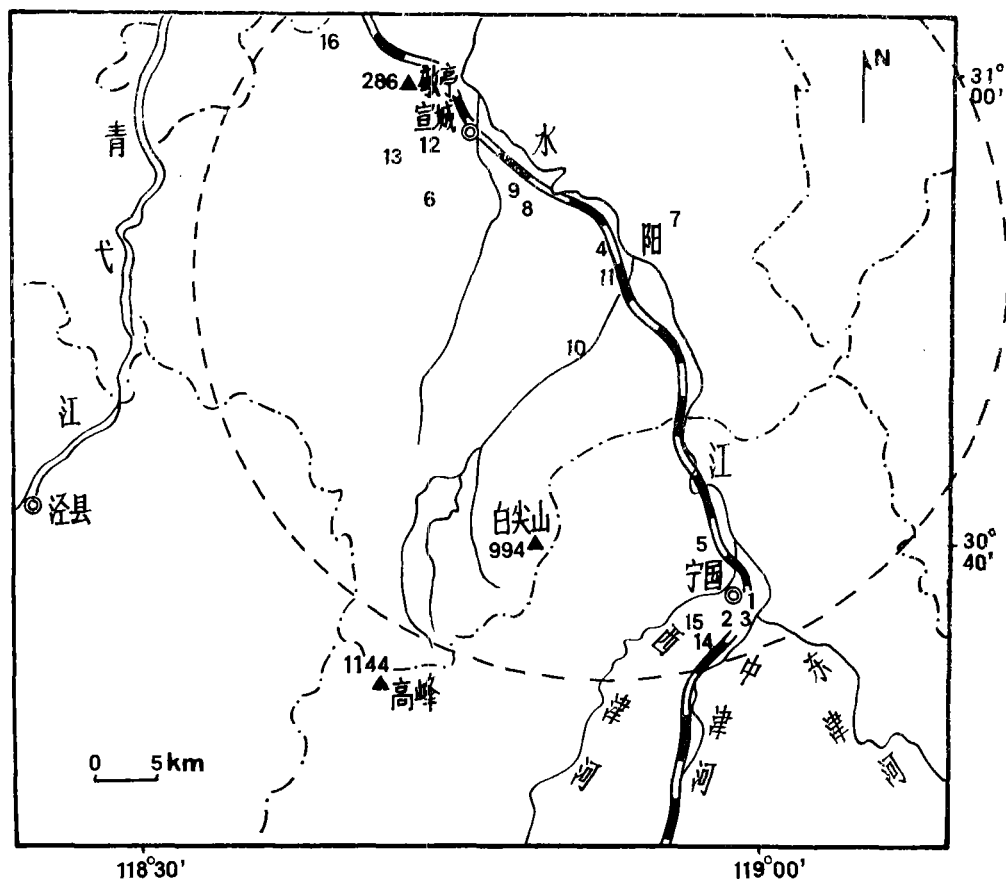 16
N
286 敬亭
31°
00'
宣城
12
13
水
青
9
6
8
7
阳
弋
4
11
10
江
江
泾县
白尖山
994
5
30°
40'
宁国
1
15
2 3
西
14
1144
高峰
中
东
津
津
津
河
河
河
0 5 km
118°30'
119°00'